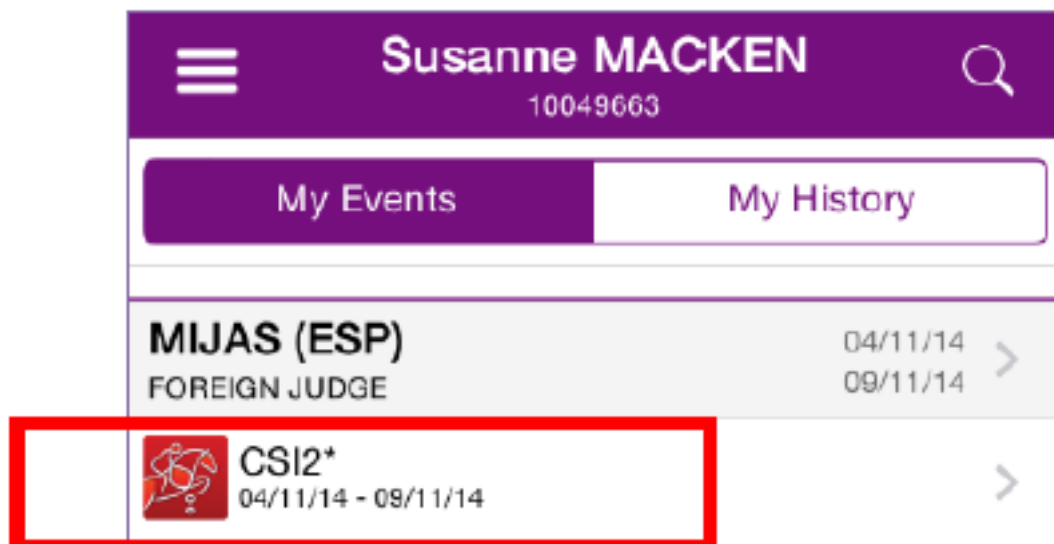 Susanne MACKEN
10049663
My Events
My History
MIJAS (ESP)
04/11/14
FOREIGN JUDGE
09/11/14
CSI2*
04/11/14 - 09/11/14